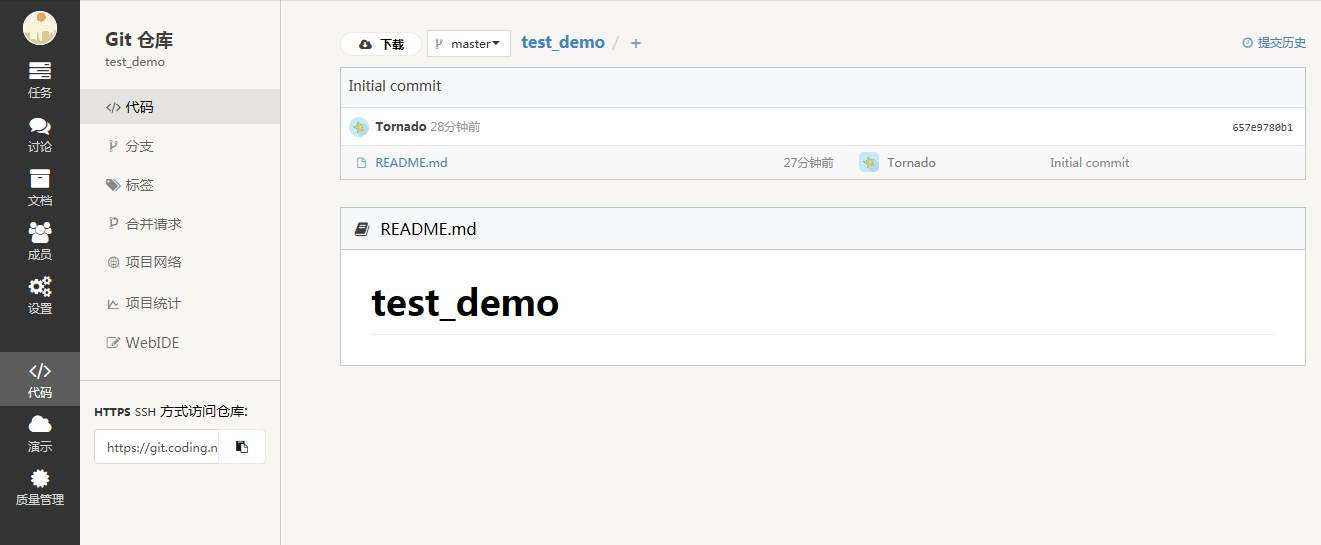 任务
讨论
文档
成员
设置
代码
演示
质量管理
Git 仓库
test_demo
代码
分支
标签
合并请求
项目网络
项目统计
WebIDE
HTTPS SSH 方式访问仓库:
https://git.coding.n
下载 master test_demo / + 提交历史
Initial commit
Tornado 28分钟前 657e9780b1
README.md 27分钟前 Tornado Initial commit
README.md
test_demo